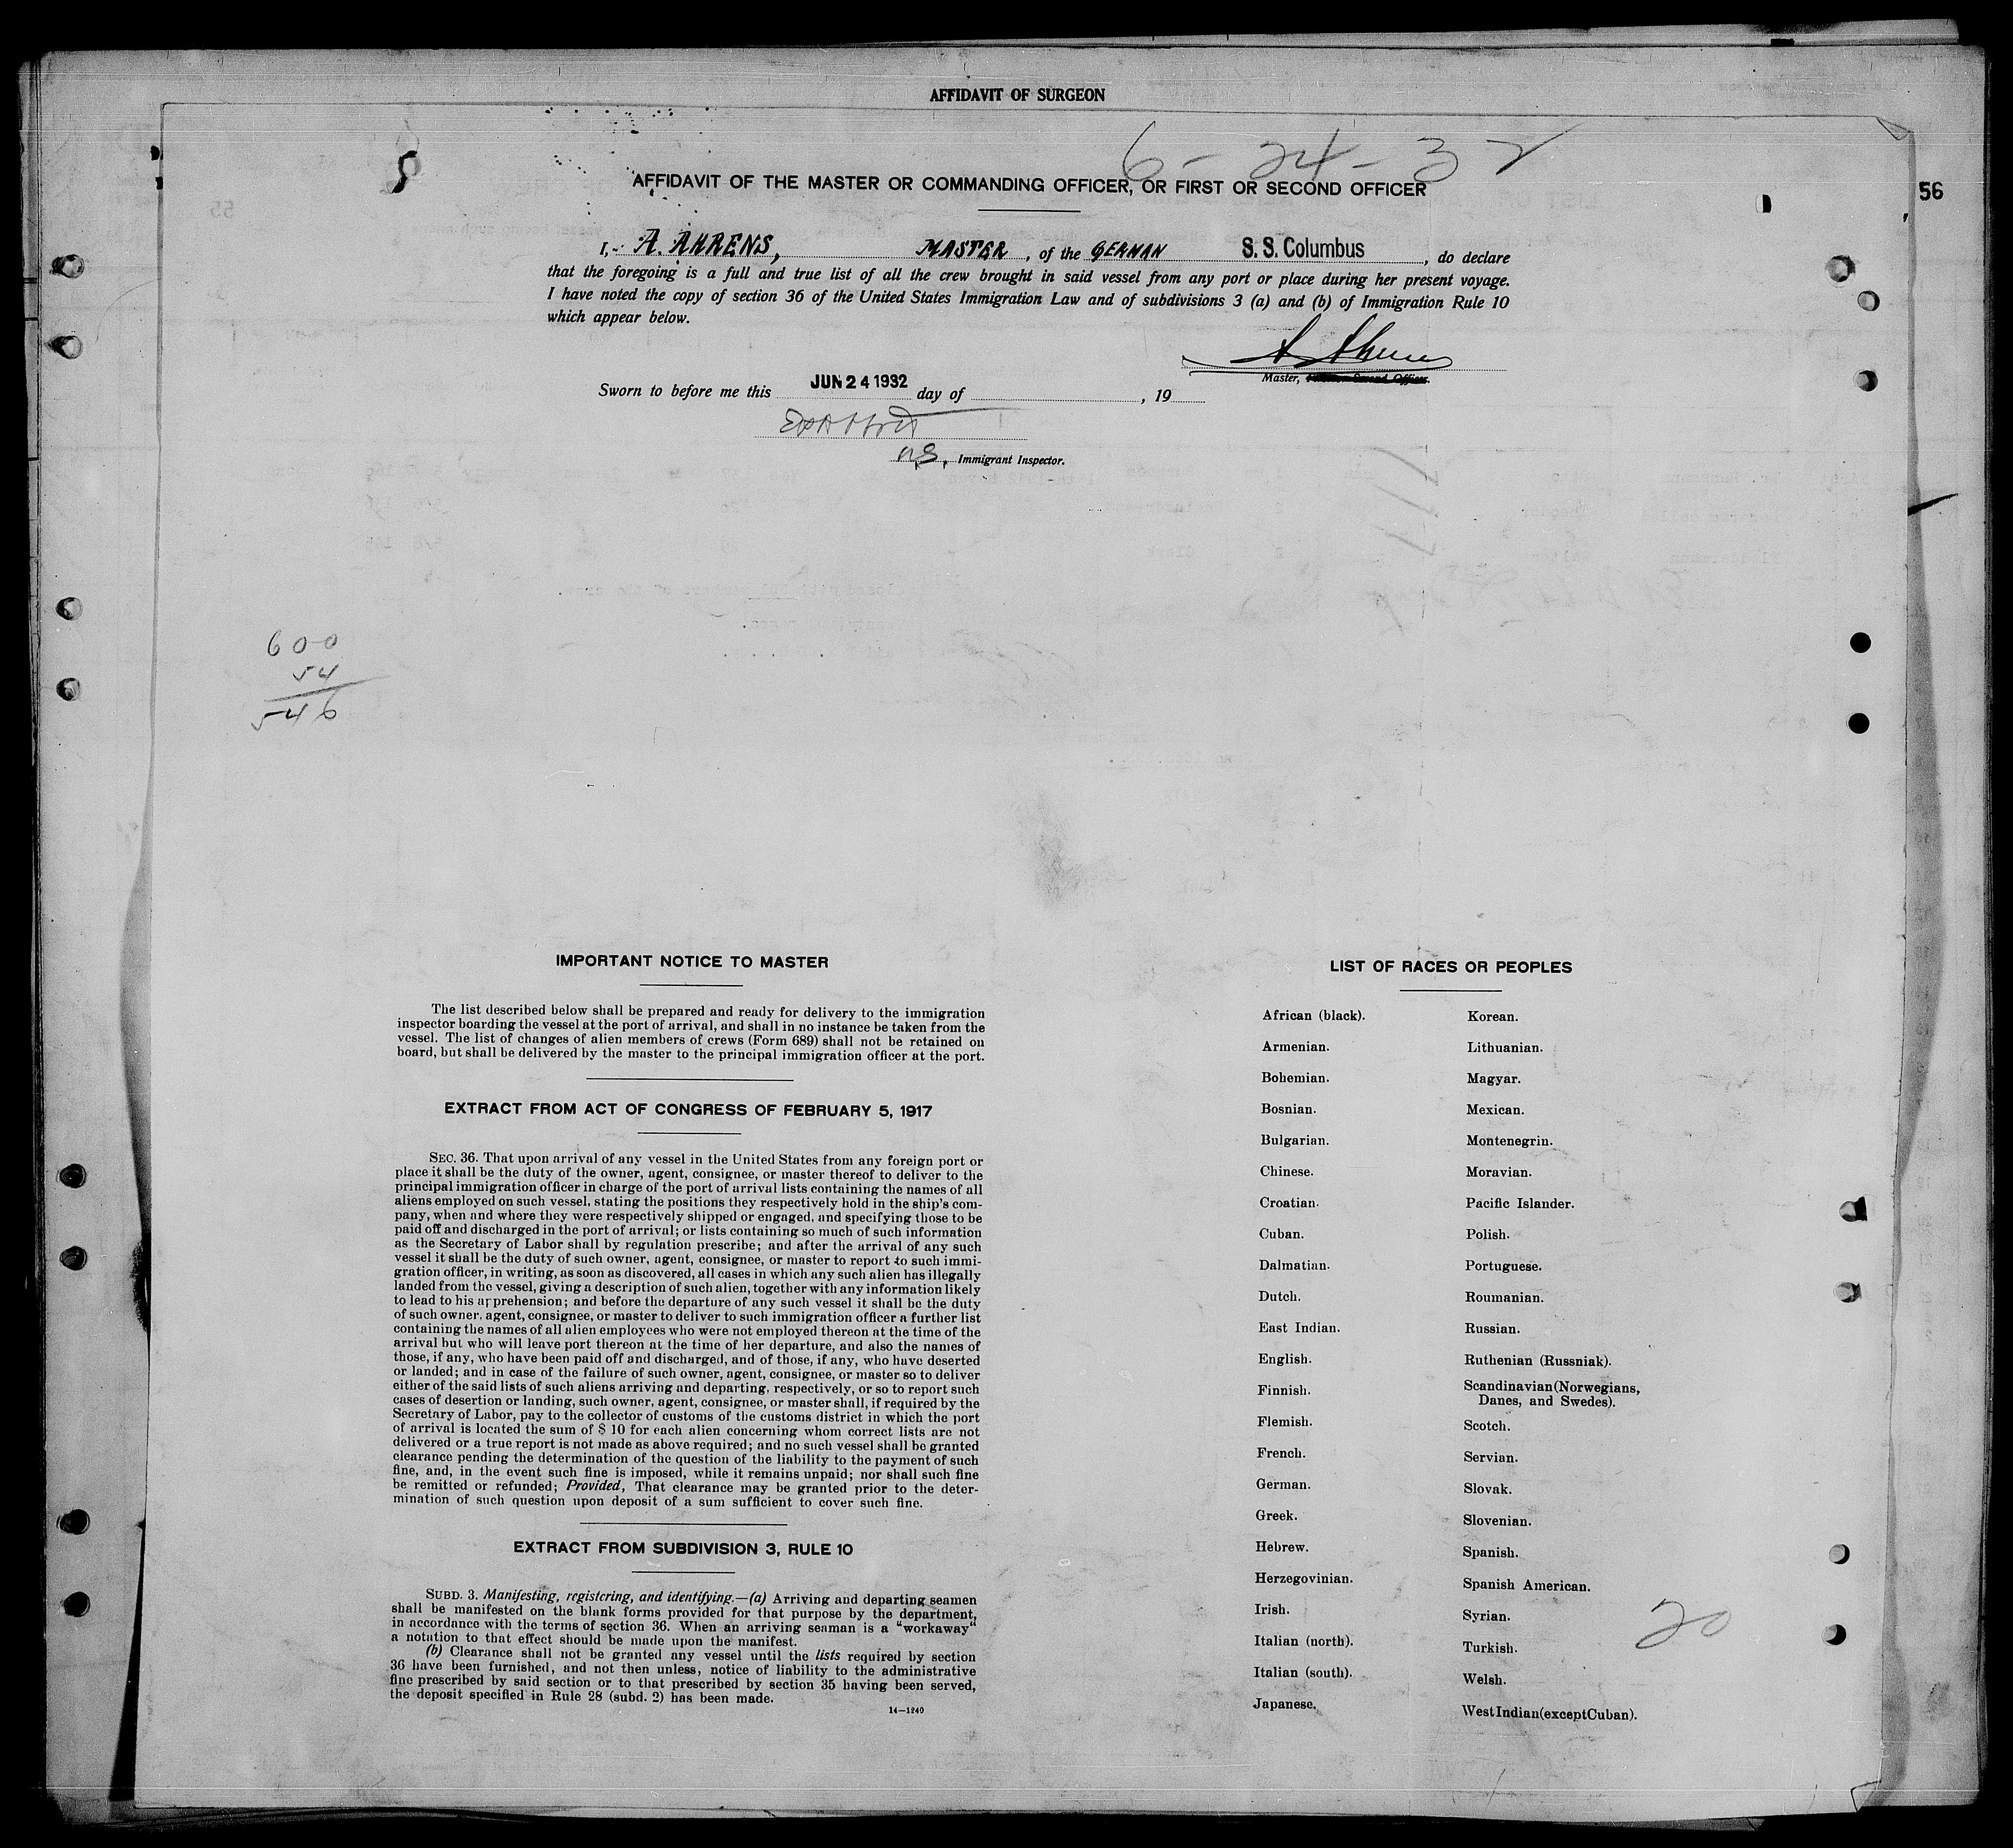 AFFIDAVIT OF SURGEON
6-24-32
5
AFFIDAVIT OF THE MASTER OR COMMANDING OFFICER, OR FIRST OR SECOND OFFICER
56
I, A. AHRENS, MASTER, of the GERMAN S. S. Columbus, do declare
that the foregoing is a full and true list of all the crew brought in said vessel from any port or place during her present voyage.
I have noted the copy of section 36 of the United States Immigration Law and of subdivisions 3 (a) and (b) of Immigration Rule 10
which appear below.
A Ahrens
Master, First or Second Officer.
Sworn to before me this JUN 24 1932 day of , 19
Immigrant Inspector.
600
54
546
IMPORTANT NOTICE TO MASTER
The list described below shall be prepared and ready for delivery to the immigration
inspector boarding the vessel at the port of arrival, and shall in no instance be taken from the
vessel. The list of changes of alien members of crews (Form 689) shall not be retained on
board, but shall be delivered by the master to the principal immigration officer at the port.
EXTRACT FROM ACT OF CONGRESS OF FEBRUARY 5, 1917
SEC. 36. That upon arrival of any vessel in the United States from any foreign port or
place it shall be the duty of the owner, agent, consignee, or master thereof to deliver to the
principal immigration officer in charge of the port of arrival lists containing the names of all
aliens employed on such vessel, stating the positions they respectively hold in the ship's com-
pany, when and where they were respectively shipped or engaged, and specifying those to be
paid off and discharged in the port of arrival; or lists containing so much of such information
as the Secretary of Labor shall by regulation prescribe; and after the arrival of any such
vessel it shall be the duty of such owner, agent, consignee, or master to report to such immi-
gration officer, in writing, as soon as discovered, all cases in which any such alien has illegally
landed from the vessel, giving a description of such alien, together with any information likely
to lead to his apprehension; and before the departure of any such vessel it shall be the duty
of such owner, agent, consignee, or master to deliver to such immigration officer a further list
containing the names of all alien employees who were not employed thereon at the time of the
arrival but who will leave port thereon at the time of her departure, and also the names of
those, if any, who have been paid off and discharged, and of those, if any, who have deserted
or landed; and in case of the failure of such owner, agent, consignee, or master so to deliver
either of the said lists of such aliens arriving and departing, respectively, or so to report such
cases of desertion or landing, such owner, agent, consignee, or master shall, if required by the
Secretary of Labor, pay to the collector of customs of the customs district in which the port
of arrival is located the sum of $ 10 for each alien concerning whom correct lists are not
delivered or a true report is not made as above required; and no such vessel shall be granted
clearance pending the determination of the question of the liability to the payment of such
fine, and, in the event such fine is imposed, while it remains unpaid; nor shall such fine
be remitted or refunded; Provided, That clearance may be granted prior to the deter-
mination of such question upon deposit of a sum sufficient to cover such fine.
EXTRACT FROM SUBDIVISION 3, RULE 10
SUBD. 3. Manifesting, registering, and identifying.—(a) Arriving and departing seamen
shall be manifested on the blank forms provided for that purpose by the department,
in accordance with the terms of section 36. When an arriving seaman is a "workaway"
a notation to that effect should be made upon the manifest.
(b) Clearance shall not be granted any vessel until the lists required by section
36 have been furnished, and not then unless, notice of liability to the administrative
fine prescribed by said section or to that prescribed by section 35 having been served,
the deposit specified in Rule 28 (subd. 2) has been made.
14—1240
LIST OF RACES OR PEOPLES
African (black).
Armenian.
Bohemian.
Bosnian.
Bulgarian.
Chinese.
Croatian.
Cuban.
Dalmatian.
Dutch.
East Indian.
English.
Finnish.
Flemish.
French.
German.
Greek.
Hebrew.
Herzegovinian.
Irish.
Italian (north).
Italian (south).
Japanese.
Korean.
Lithuanian.
Magyar.
Mexican.
Montenegrin.
Moravian.
Pacific Islander.
Polish.
Portuguese.
Roumanian.
Russian.
Ruthenian (Russniak).
Scandinavian (Norwegians,
Danes, and Swedes).
Scotch.
Servian.
Slovak.
Slovenian.
Spanish.
Spanish American.
Syrian.
Turkish.
Welsh.
West Indian (except Cuban).
20